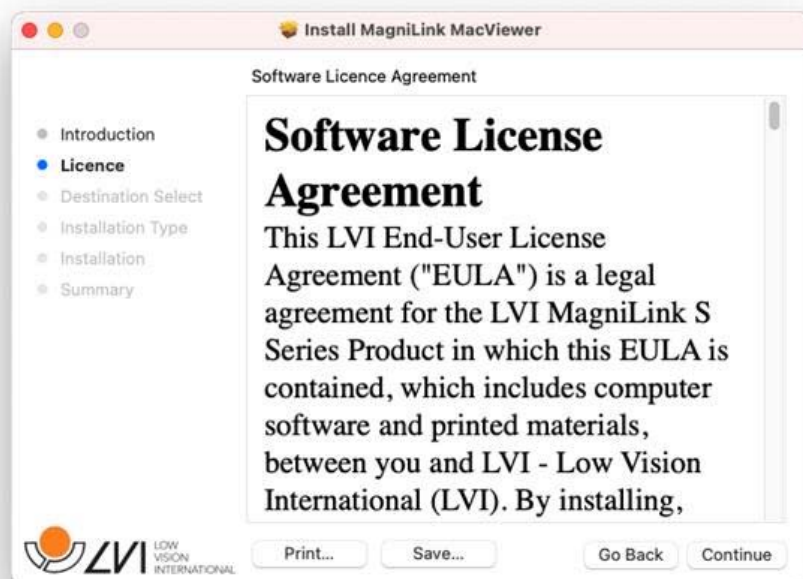 Install MagniLink MacViewer
Software Licence Agreement
Introduction
Licence
Destination Select
Installation Type
Installation
Summary
Software License
Agreement
This LVI End-User License
Agreement ("EULA") is a legal
agreement for the LVI MagniLink S
Series Product in which this EULA is
contained, which includes computer
software and printed materials,
between you and LVI - Low Vision
International (LVI). By installing,
LVI
LOW
VISION
INTERNATIONAL
Print...
Save...
Go Back
Continue